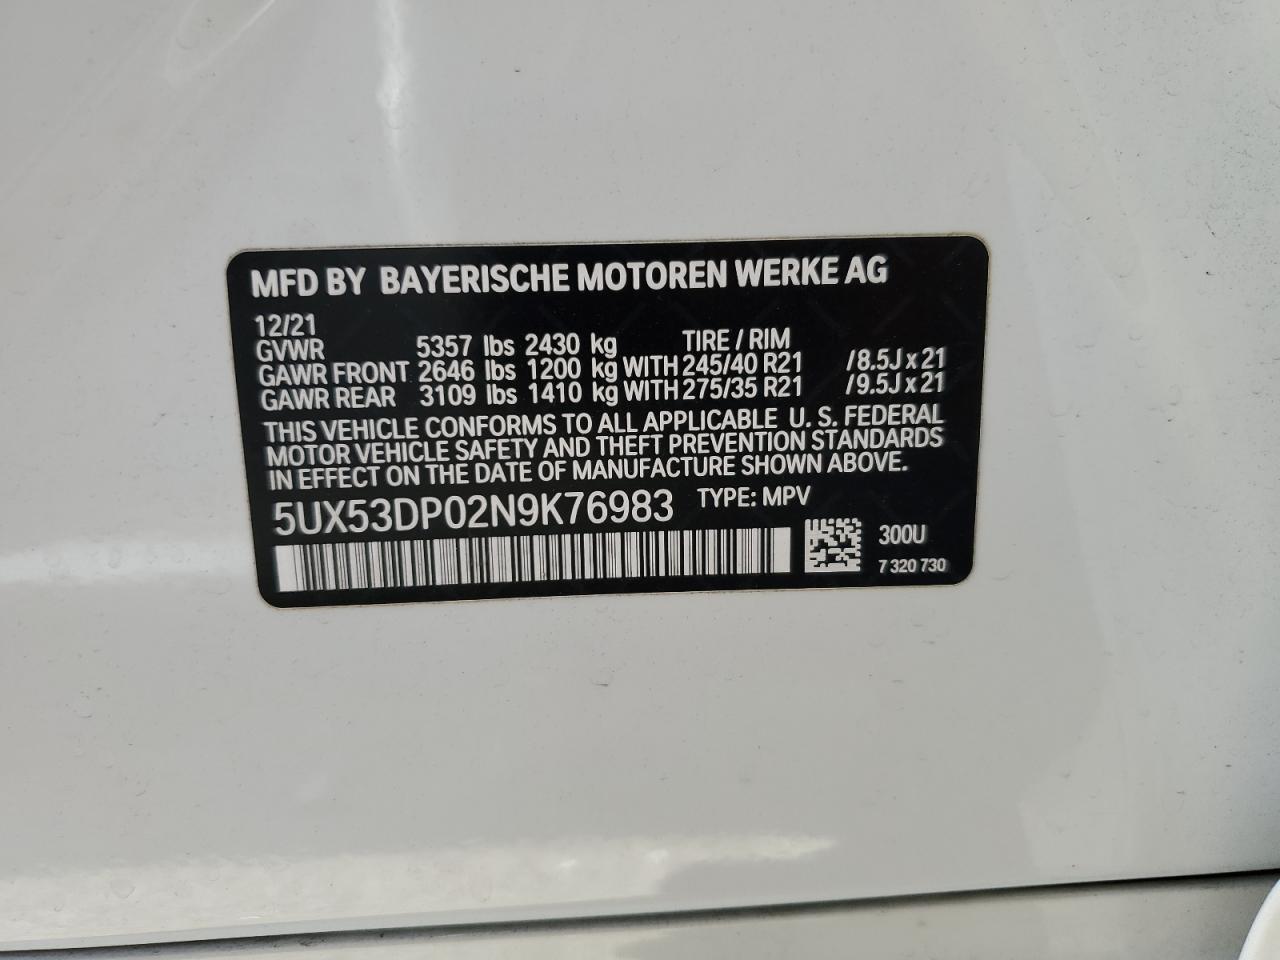 MFD BY BAYERISCHE MOTOREN WERKE AG
12/21
GVWR 5357 lbs 2430 kg TIRE / RIM
GAWR FRONT 2646 lbs 1200 kg WITH 245/40 R21 /8.5J x 21
GAWR REAR 3109 lbs 1410 kg WITH 275/35 R21 /9.5J x 21
THIS VEHICLE CONFORMS TO ALL APPLICABLE U. S. FEDERAL
MOTOR VEHICLE SAFETY AND THEFT PREVENTION STANDARDS
IN EFFECT ON THE DATE OF MANUFACTURE SHOWN ABOVE.
5UX53DP02N9K76983 TYPE: MPV
300U
7 320 730